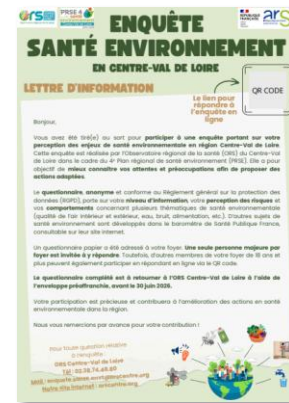 ors
PRSE 4
ars
ENQUÊTE
SANTÉ ENVIRONNEMENT
EN CENTRE-VAL DE LOIRE
LETTRE D'INFORMATION
Le lien pour
répondre à
l'enquête en
ligne
QR CODE
Bonjour,
Vous avez été tiré(e) au sort pour participer à une enquête portant sur votre
perception des enjeux de santé environnementale en région Centre-Val de Loire.
Cette enquête est réalisée par l'Observatoire régional de la santé (ORS) du Centre-Val
de Loire dans le cadre du 4e Plan régional de santé environnement (PRSE). Elle a pour
objectif de mieux connaître vos attentes et préoccupations afin de proposer des
actions adaptées.
Le questionnaire, anonyme et conforme au Règlement général sur la protection des
données (RGPD), porte sur votre niveau d'information, votre perception des risques et
vos comportements concernant plusieurs thématiques de santé environnementale
(qualité de l'air intérieur et extérieur, eau, bruit, alimentation, etc.). D'autres sujets de
santé environnement sont développés dans le baromètre de Santé Publique France,
consultable sur leur site internet.
Un questionnaire papier a été adressé à votre foyer. Une seule personne majeure par
foyer est invitée à y répondre. Toutefois, d'autres membres de votre foyer de 18 ans et
plus peuvent également participer en répondant en ligne via le QR code.
Le questionnaire complété est à retourner à l'ORS Centre-Val de Loire à l'aide de
l'enveloppe préaffranchie, avant le 30 juin 2026.
Votre participation est précieuse et contribuera à l'amélioration des actions en santé
environnementale dans la région.
Nous vous remercions par avance pour votre contribution !
Pour toute question relative
à l'enquête :
ORS Centre-Val de Loire
Tél : 02.38.74.48.80
Notre site internet : orscentre.org